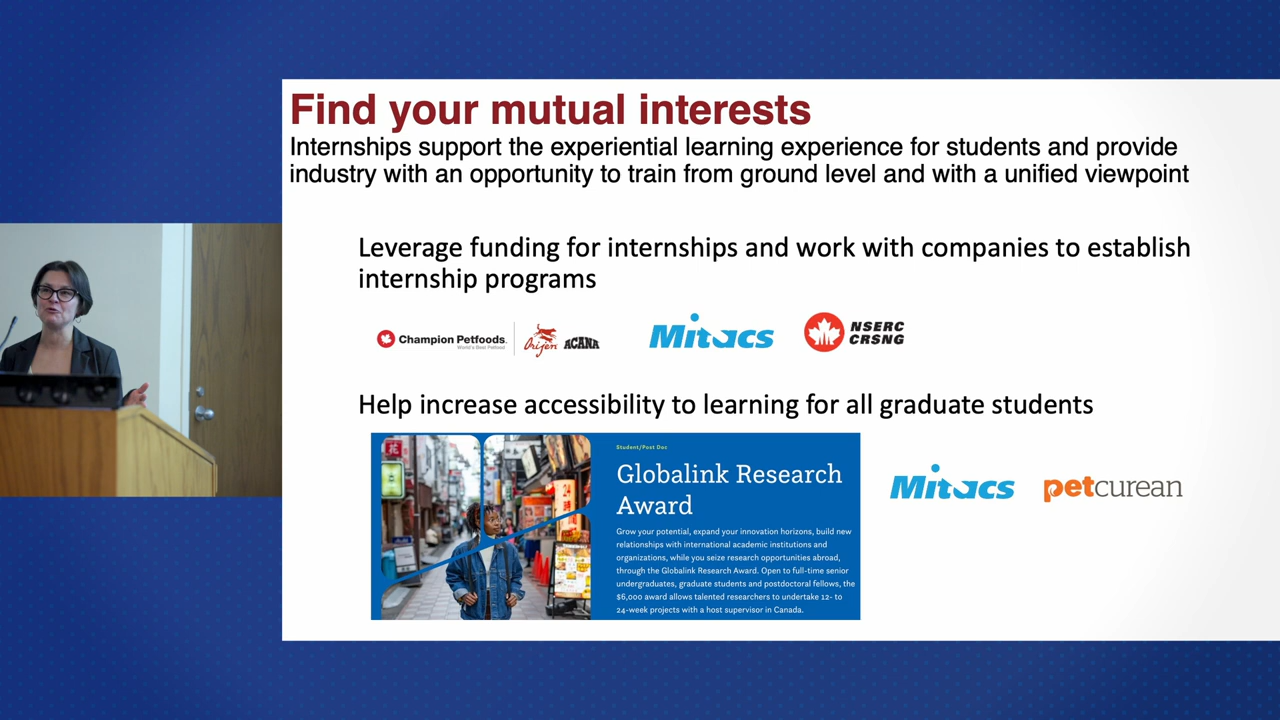 Find your mutual interests
Internships support the experiential learning experience for students and provide
industry with an opportunity to train from ground level and with a unified viewpoint
Leverage funding for internships and work with companies to establish
internship programs
Champion Petfoods
World's Best Petfood
Orijen
ACANA
Mitacs
NSERC
CRSNG
Help increase accessibility to learning for all graduate students
花
24時間
Student/Post Doc
Globalink Research
Award
Grow your potential, expand your innovation horizons, build new
relationships with international academic institutions and
organizations, while you seize research opportunities abroad,
through the Globalink Research Award. Open to full-time senior
undergraduates, graduate students and postdoctoral fellows, the
$6,000 award allows talented researchers to undertake 12- to
24-week projects with a host supervisor in Canada.
Mitacs
petcurean